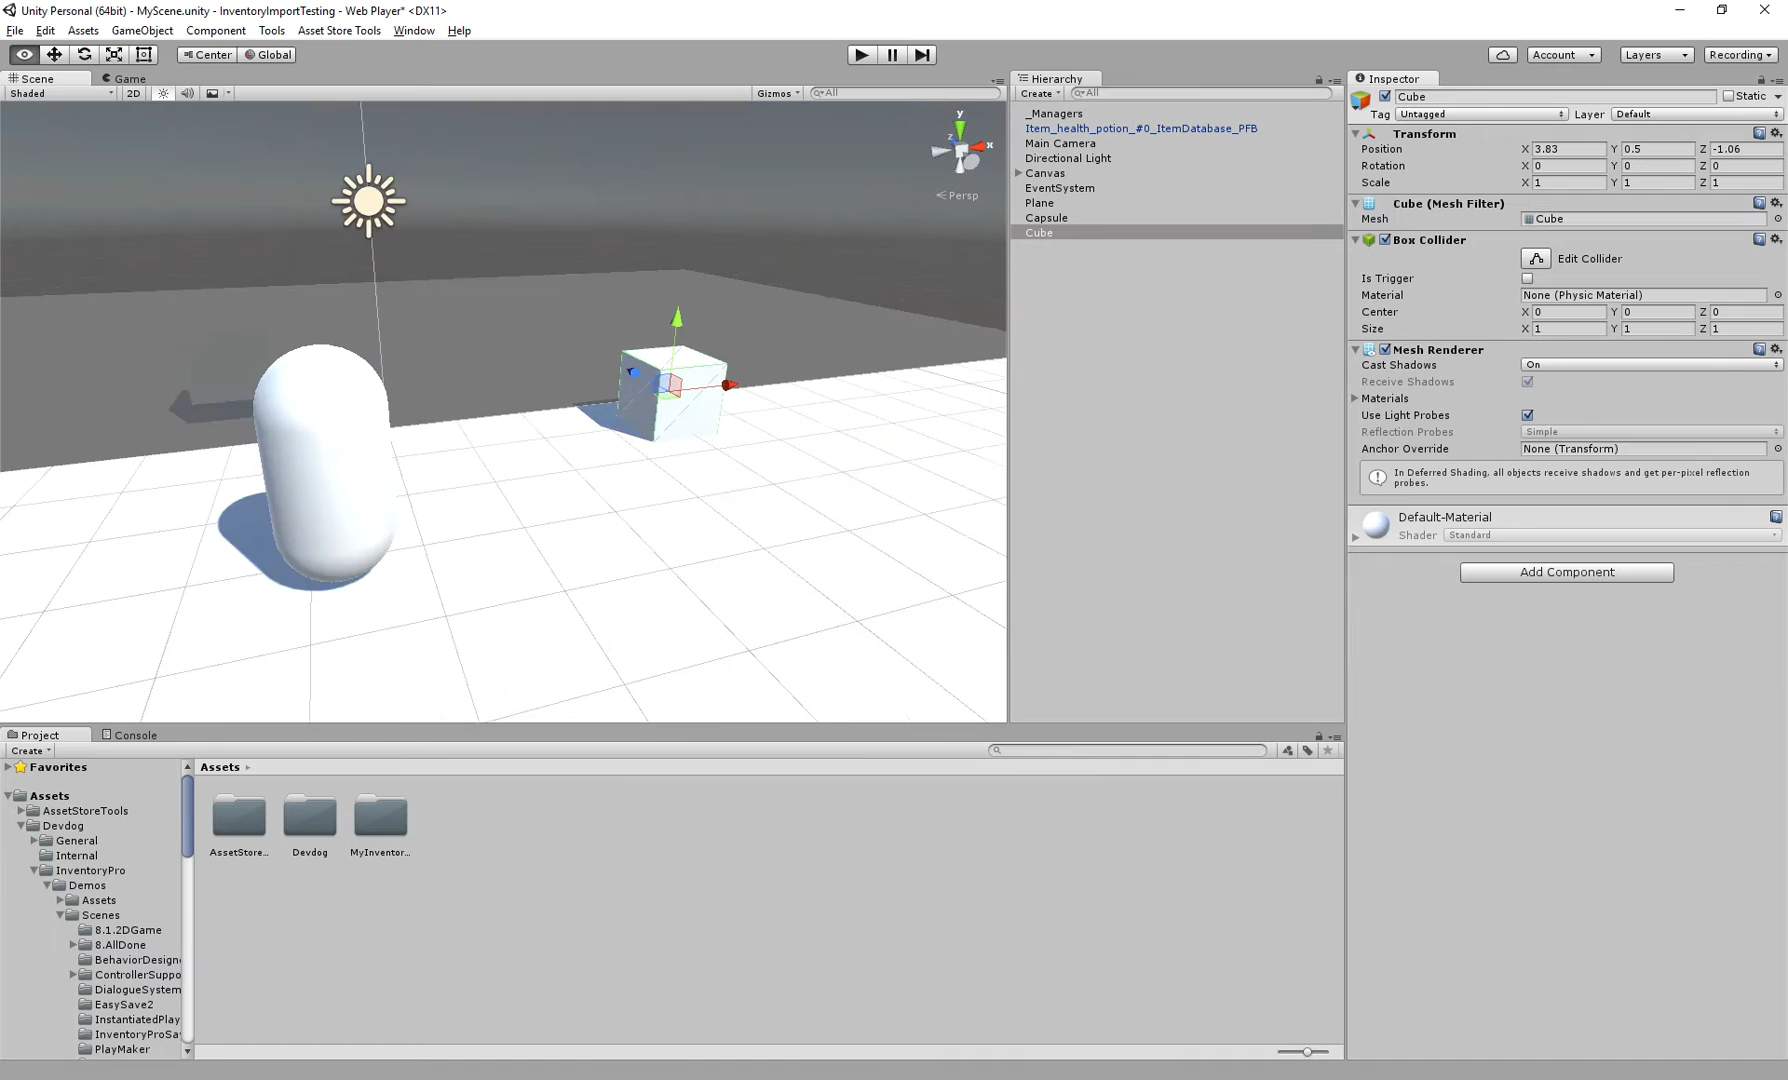 Unity Personal (64bit) - MyScene.unity - InventoryImportTesting - Web Player* <DX11>
File Edit Assets GameObject Component Tools Asset Store Tools Window Help
Center Global Account Layers Recording
Scene Game
Shaded 2D Gizmos All
y
z x
Persp
Hierarchy
Create All
_Managers
Item_health_potion_#0_ItemDatabase_PFB
Main Camera
Directional Light
Canvas
EventSystem
Plane
Capsule
Cube
Inspector
Cube Static
Tag Untagged Layer Default
Transform
Position X 3.83 Y 0.5 Z -1.06
Rotation X 0 Y 0 Z 0
Scale X 1 Y 1 Z 1
Cube (Mesh Filter)
Mesh Cube
Box Collider
Edit Collider
Is Trigger
Material None (Physic Material)
Center X 0 Y 0 Z 0
Size X 1 Y 1 Z 1
Mesh Renderer
Cast Shadows On
Receive Shadows
Materials
Use Light Probes
Reflection Probes Simple
Anchor Override None (Transform)
In Deferred Shading, all objects receive shadows and get per-pixel reflection
probes.
Default-Material
Shader Standard
Add Component
Project Console
Create
Favorites
Assets
AssetStoreTools
Devdog
General
Internal
InventoryPro
Demos
Assets
Scenes
8.1.2DGame
8.AllDone
BehaviorDesigne
ControllerSuppo
DialogueSystem
EasySave2
InstantiatedPlay
InventoryProSa
PlayMaker
Assets
AssetStore... Devdog MyInventor...